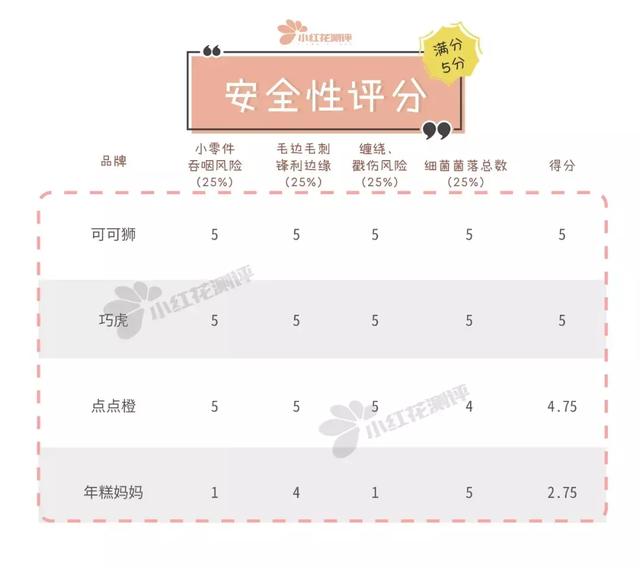 小红花测评
满分
5分
安全性评分
品牌
小零件
吞咽风险
(25%)
毛边毛刺
锋利边缘
(25%)
缠绕、
戳伤风险
(25%)
细菌菌落总数
(25%)
得分
可可狮 5 5 5 5 5
巧虎 5 5 5 5 5
小红花测评
点点橙 5 5 5 4 4.75
小红花测评
年糕妈妈 1 4 1 5 2.75